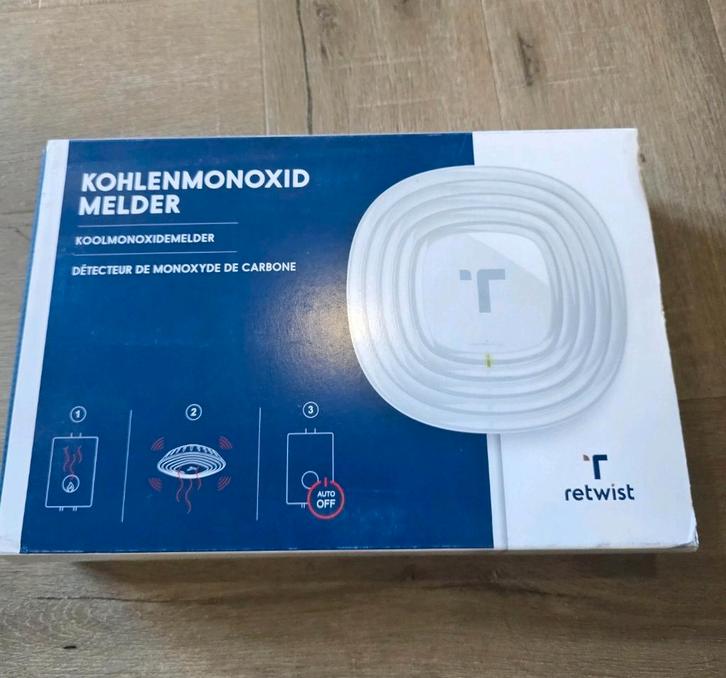 KOHLENMONOXID
MELDER
KOOLMONOXIDEMELDER
DÉTECTEUR DE MONOXYDE DE CARBONE
1
2
3
AUTO
OFF
retwist